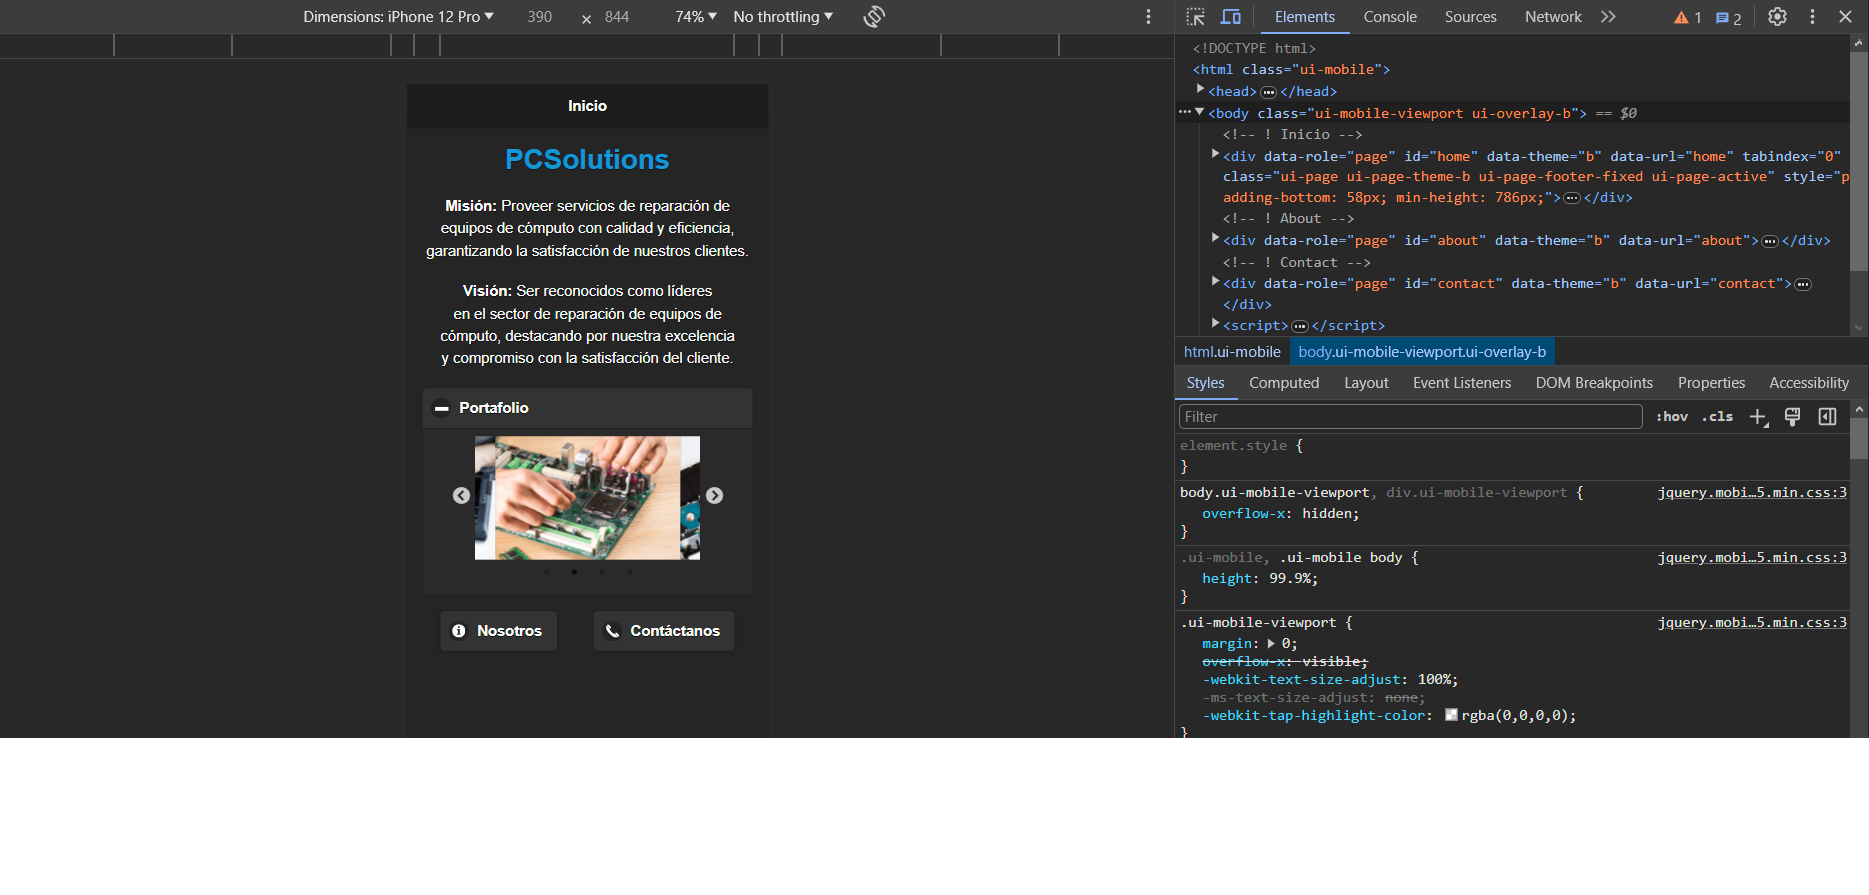 Dimensions: iPhone 12 Pro ▼ 390 × 844 74% ▼ No throttling ▼
Elements Console Sources Network 1 2
Inicio
PCSolutions
Misión: Proveer servicios de reparación de
equipos de cómputo con calidad y eficiencia,
garantizando la satisfacción de nuestros clientes.
Visión: Ser reconocidos como líderes
en el sector de reparación de equipos de
cómputo, destacando por nuestra excelencia
y compromiso con la satisfacción del cliente.
Portafolio
Nosotros
Contáctanos
<!DOCTYPE html>
<html class="ui-mobile">
<head>…</head>
<body class="ui-mobile-viewport ui-overlay-b"> == $0
<!-- ! Inicio -->
<div data-role="page" id="home" data-theme="b" data-url="home" tabindex="0"
class="ui-page ui-page-theme-b ui-page-footer-fixed ui-page-active" style="p
adding-bottom: 58px; min-height: 786px;">…</div>
<!-- ! About -->
<div data-role="page" id="about" data-theme="b" data-url="about">…</div>
<!-- ! Contact -->
<div data-role="page" id="contact" data-theme="b" data-url="contact">…
</div>
<script>…</script>
html.ui-mobile body.ui-mobile-viewport.ui-overlay-b
Styles Computed Layout Event Listeners DOM Breakpoints Properties Accessibility
Filter :hov .cls
element.style {
}
body.ui-mobile-viewport, div.ui-mobile-viewport { jquery.mobi…5.min.css:3
overflow-x: hidden;
}
.ui-mobile, .ui-mobile body { jquery.mobi…5.min.css:3
height: 99.9%;
}
.ui-mobile-viewport { jquery.mobi…5.min.css:3
margin: 0;
overflow-x: visible;
-webkit-text-size-adjust: 100%;
-ms-text-size-adjust: none;
-webkit-tap-highlight-color: rgba(0,0,0,0);
}